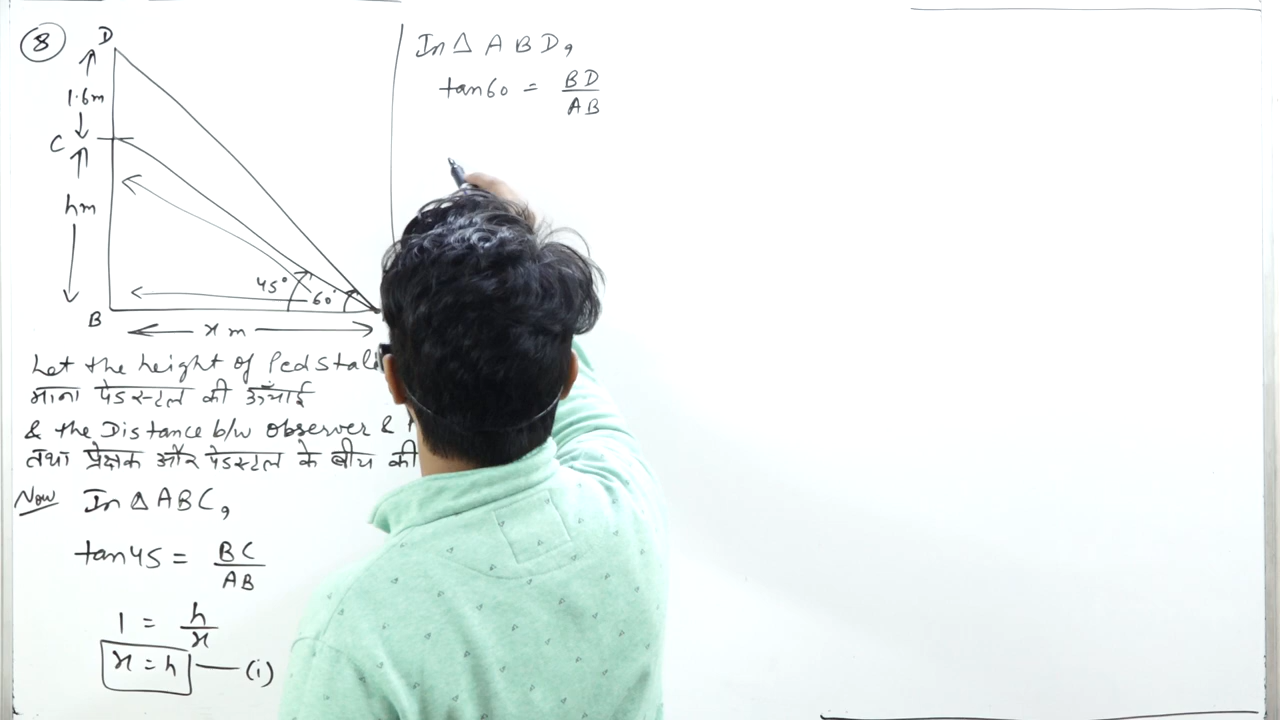 8
D
1.6m
C
hm
45° 60°
B
x m
Let the height of Pedstal
माना पेडस्टल की ऊंचाई
& the Distance b/w observer &
तथा प्रेक्षक और पेडस्टल के बीच की
Now In Δ ABC,
tan45 = BC/AB
1 = h/x
x = h — (i)
In Δ ABD,
tan60 = BD/AB